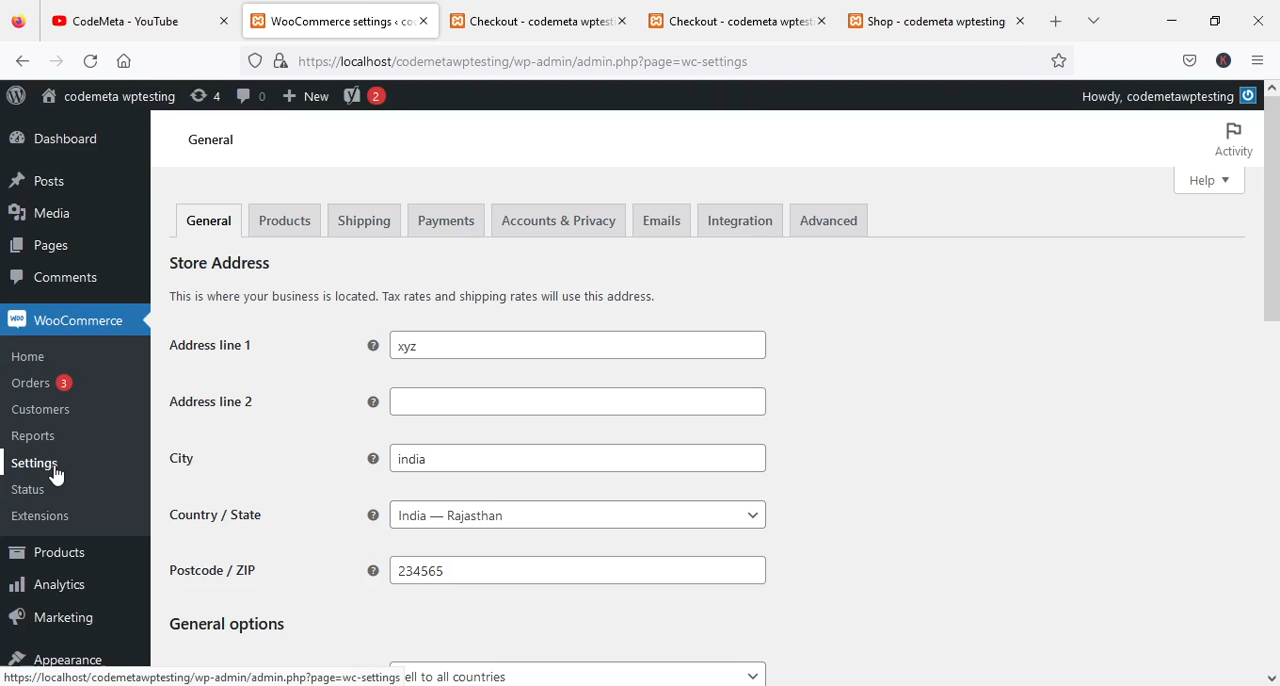 CodeMeta - YouTube
WooCommerce settings ‹ co
Checkout - codemeta wptesti
Checkout - codemeta wptesti
Shop - codemeta wptesting
https://localhost/codemetawptesting/wp-admin/admin.php?page=wc-settings
K
codemeta wptesting 4 0 New 2
Howdy, codemetawptesting
Dashboard
Posts
Media
Pages
Comments
Woo WooCommerce
Home
Orders 3
Customers
Reports
Settings
Status
Extensions
Products
Analytics
Marketing
Appearance
General
Activity
Help
General Products Shipping Payments Accounts & Privacy Emails Integration Advanced
Store Address
This is where your business is located. Tax rates and shipping rates will use this address.
Address line 1 ? xyz
Address line 2 ?
City ? india
Country / State ? India — Rajasthan
Postcode / ZIP ? 234565
General options
ell to all countries
https://localhost/codemetawptesting/wp-admin/admin.php?page=wc-settings